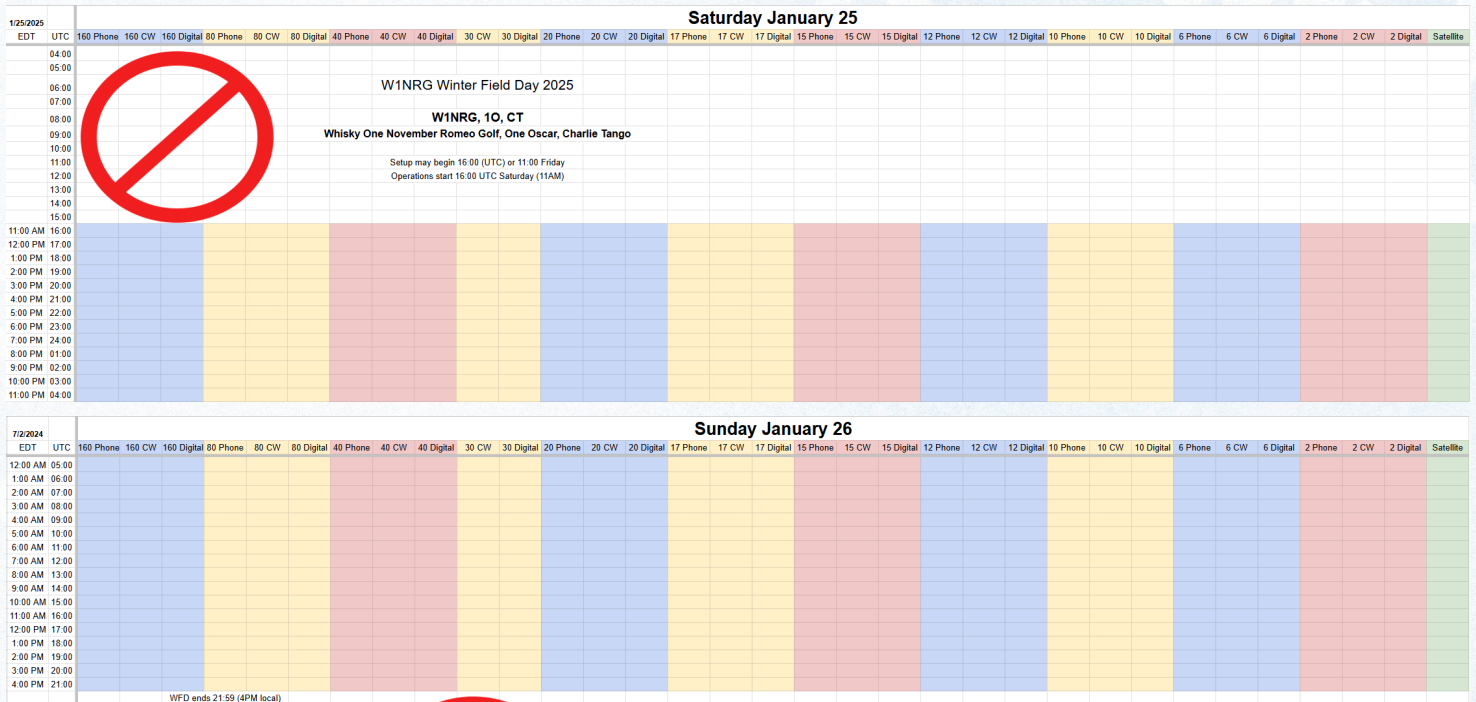 Saturday January 25
1/25/2025
EDT UTC 160 Phone 160 CW 160 Digital 80 Phone 80 CW 80 Digital 40 Phone 40 CW 40 Digital 30 CW 30 Digital 20 Phone 20 CW 20 Digital 17 Phone 17 CW 17 Digital 15 Phone 15 CW 15 Digital 12 Phone 12 CW 12 Digital 10 Phone 10 CW 10 Digital 6 Phone 6 CW 6 Digital 2 Phone 2 CW 2 Digital Satellite
04:00
05:00
06:00 W1NRG Winter Field Day 2025
07:00
08:00 W1NRG, 1O, CT
09:00 Whisky One November Romeo Golf, One Oscar, Charlie Tango
10:00
11:00 Setup may begin 16:00 (UTC) or 11:00 Friday
12:00 Operations start 16:00 UTC Saturday (11AM)
13:00
14:00
15:00
11:00 AM 16:00
12:00 PM 17:00
1:00 PM 18:00
2:00 PM 19:00
3:00 PM 20:00
4:00 PM 21:00
5:00 PM 22:00
6:00 PM 23:00
7:00 PM 24:00
8:00 PM 01:00
9:00 PM 02:00
10:00 PM 03:00
11:00 PM 04:00
Sunday January 26
7/2/2024
EDT UTC 160 Phone 160 CW 160 Digital 80 Phone 80 CW 80 Digital 40 Phone 40 CW 40 Digital 30 CW 30 Digital 20 Phone 20 CW 20 Digital 17 Phone 17 CW 17 Digital 15 Phone 15 CW 15 Digital 12 Phone 12 CW 12 Digital 10 Phone 10 CW 10 Digital 6 Phone 6 CW 6 Digital 2 Phone 2 CW 2 Digital Satellite
12:00 AM 05:00
1:00 AM 06:00
2:00 AM 07:00
3:00 AM 08:00
4:00 AM 09:00
5:00 AM 10:00
6:00 AM 11:00
7:00 AM 12:00
8:00 AM 13:00
9:00 AM 14:00
10:00 AM 15:00
11:00 AM 16:00
12:00 PM 17:00
1:00 PM 18:00
2:00 PM 19:00
3:00 PM 20:00
4:00 PM 21:00
WFD ends 21:59 (4PM local)